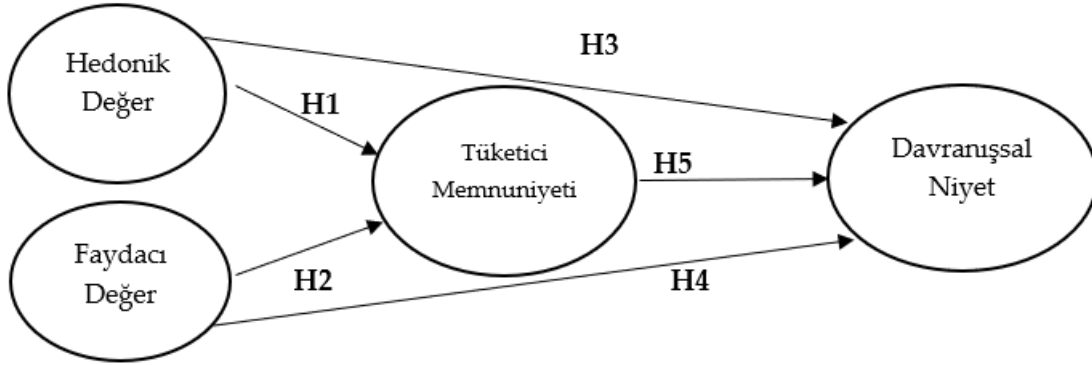 Hedonik
Değer
H3
H1
Tüketici
Memnuniyeti
H5
Davranışsal
Niyet
Faydacı
Değer
H2
H4